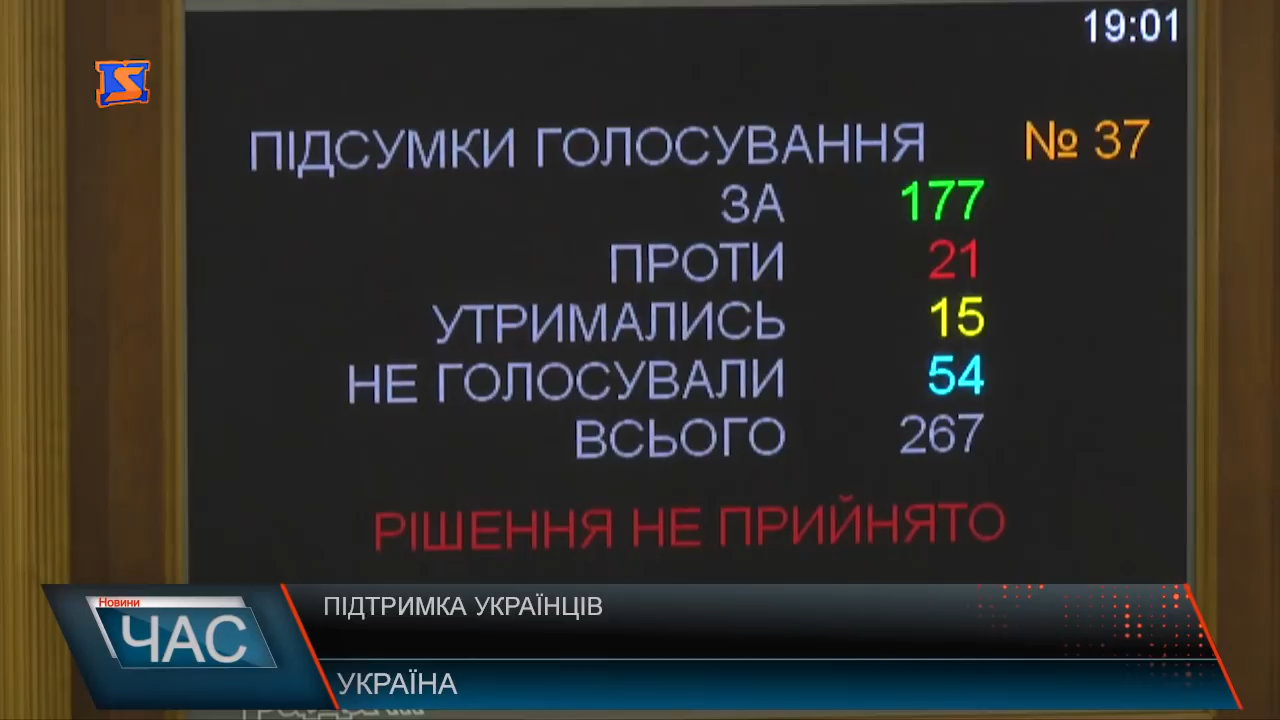 19:01
S
ПІДСУМКИ ГОЛОСУВАННЯ № 37
ЗА 177
ПРОТИ 21
УТРИМАЛИСЬ 15
НЕ ГОЛОСУВАЛИ 54
ВСЬОГО 267
РІШЕННЯ НЕ ПРИЙНЯТО
Новини
ЧАС
ПІДТРИМКА УКРАЇНЦІВ
УКРАЇНА